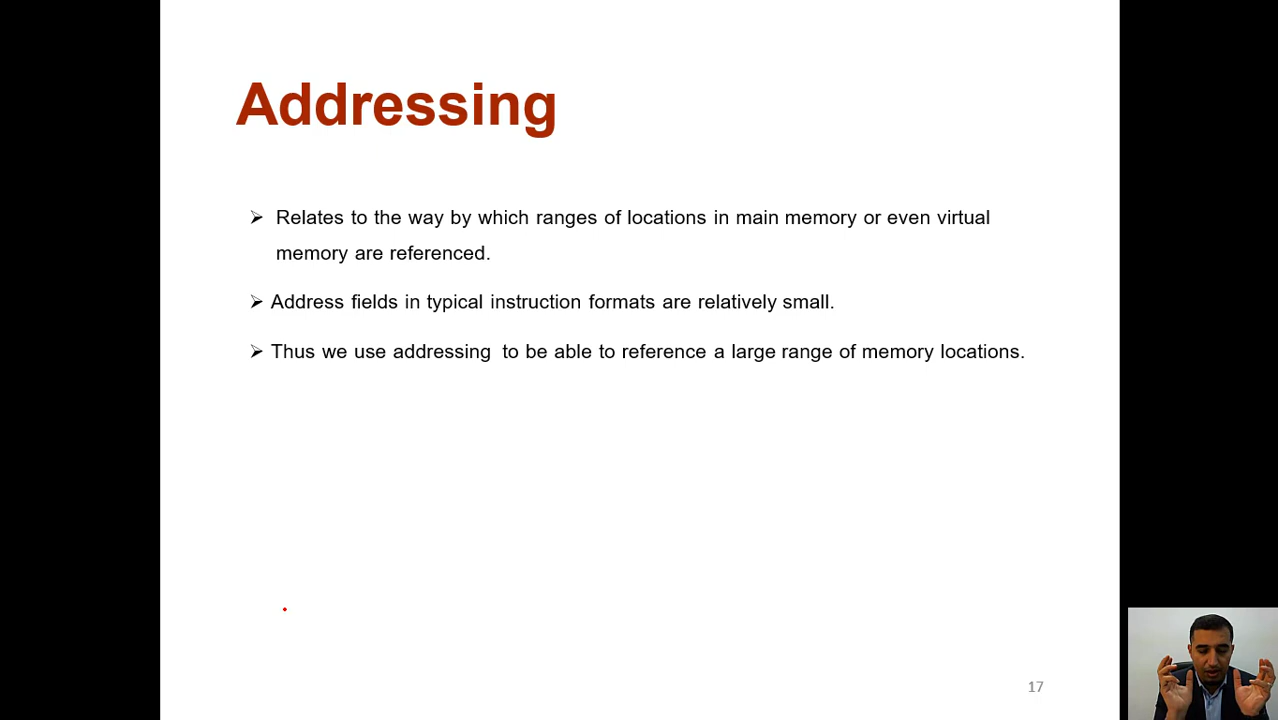 Addressing
➢ Relates to the way by which ranges of locations in main memory or even virtual
memory are referenced.
➢ Address fields in typical instruction formats are relatively small.
➢ Thus we use addressing to be able to reference a large range of memory locations.
17